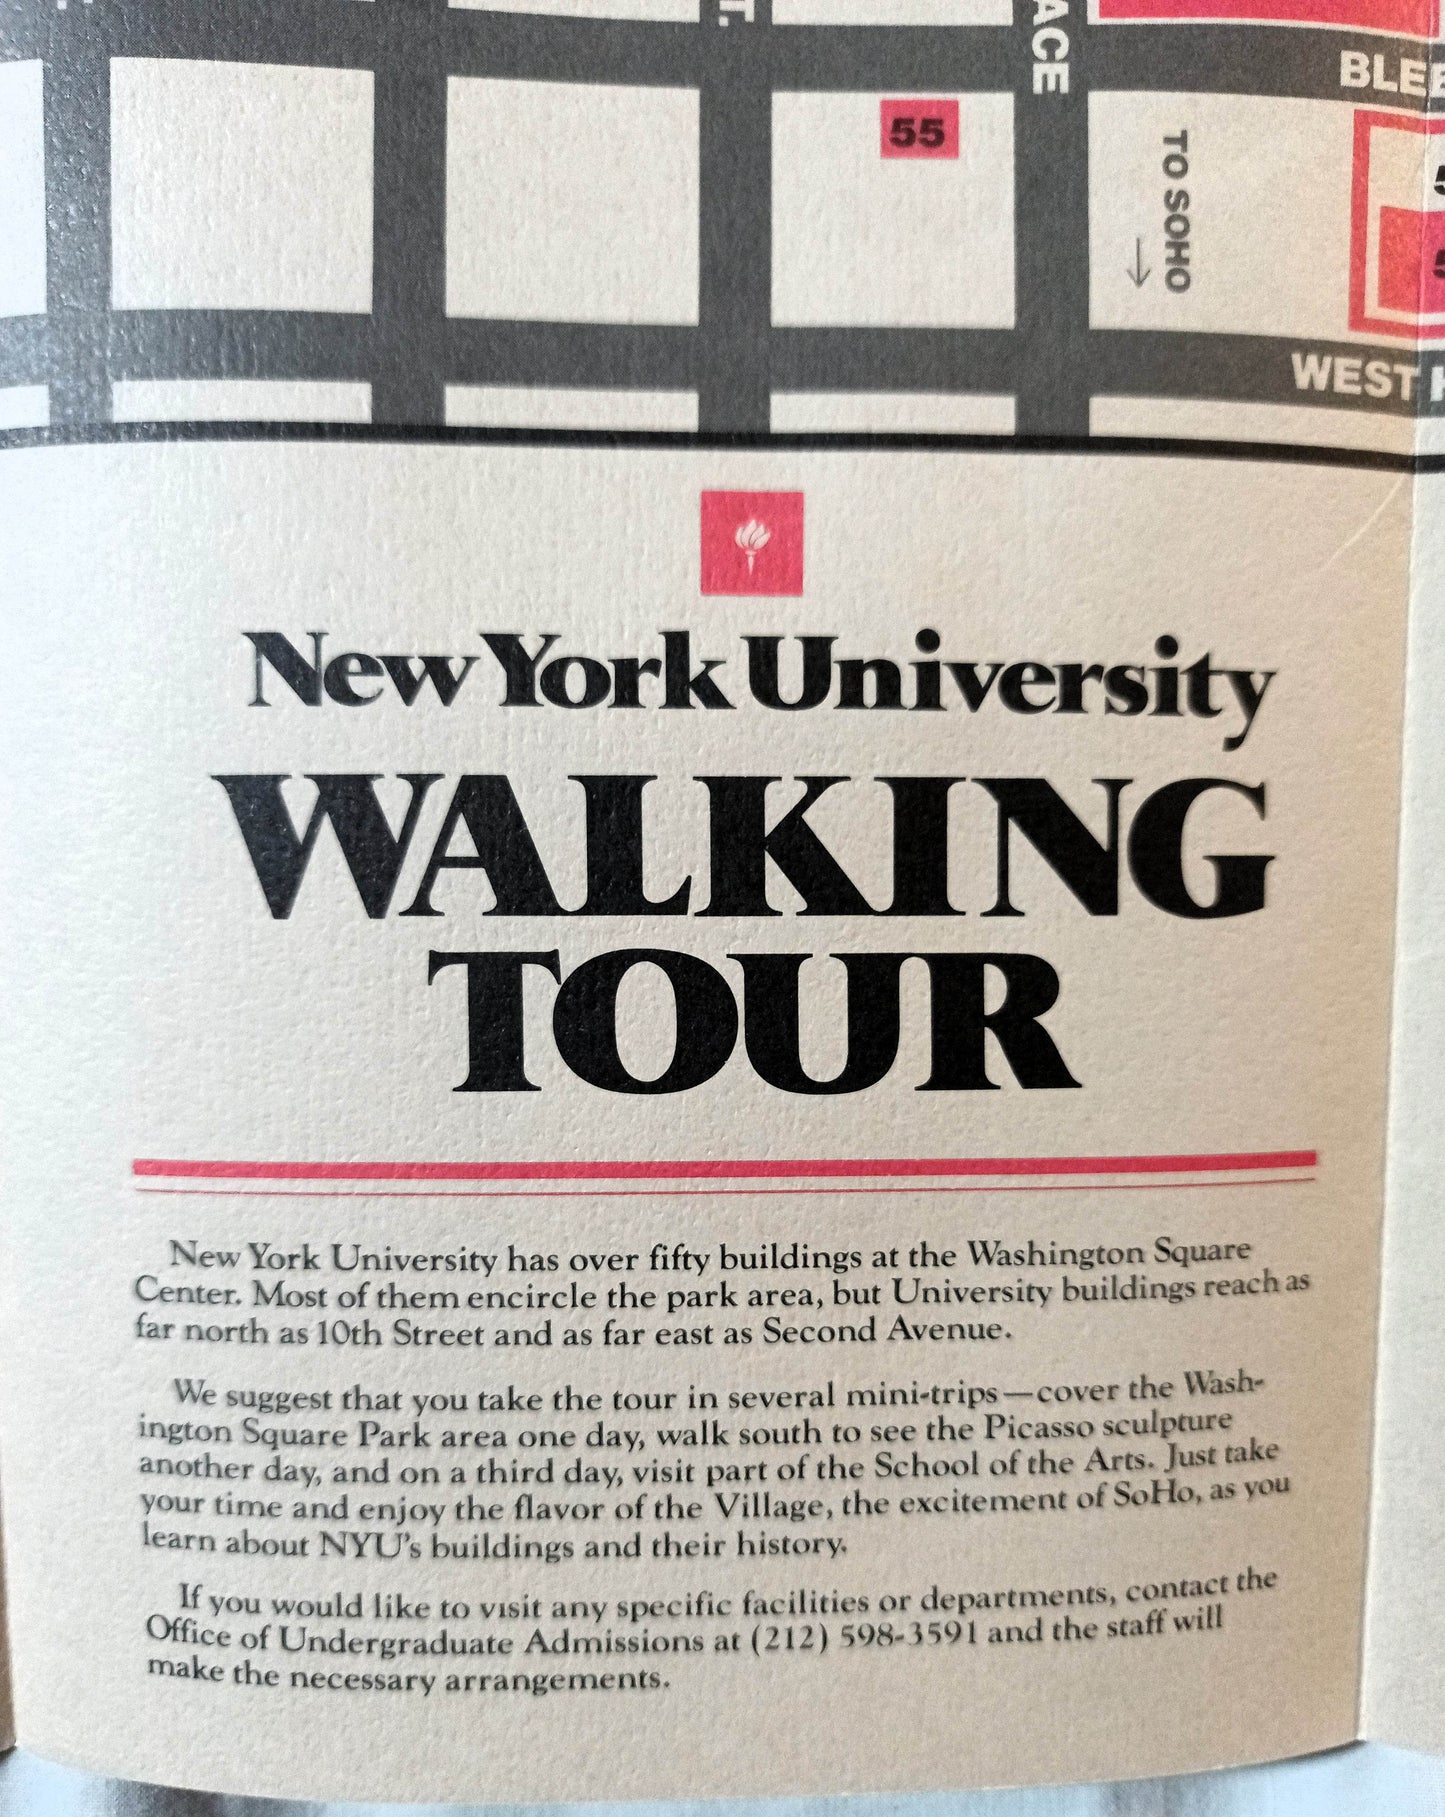 T.
ACE
BLEE
55
TO SOHO
WEST
New York University
WALKING
TOUR
New York University has over fifty buildings at the Washington Square
Center. Most of them encircle the park area, but University buildings reach as
far north as 10th Street and as far east as Second Avenue.
We suggest that you take the tour in several mini-trips—cover the Wash-
ington Square Park area one day, walk south to see the Picasso sculpture
another day, and on a third day, visit part of the School of the Arts. Just take
your time and enjoy the flavor of the Village, the excitement of SoHo, as you
learn about NYU's buildings and their history.
If you would like to visit any specific facilities or departments, contact the
Office of Undergraduate Admissions at (212) 598-3591 and the staff will
make the necessary arrangements.